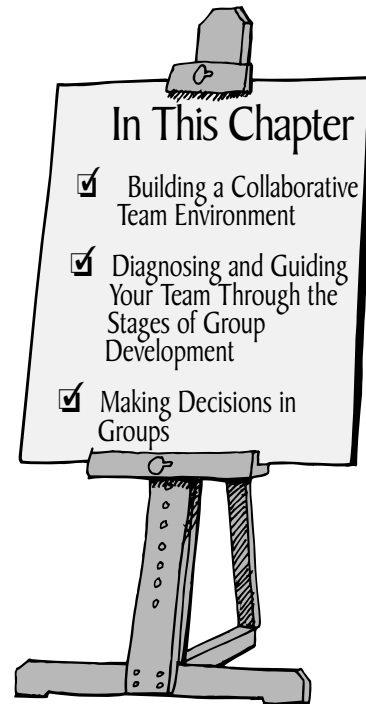 In This Chapter
☑ Building a Collaborative
Team Environment
☑ Diagnosing and Guiding
Your Team Through the
Stages of Group
Development
☑ Making Decisions in
Groups